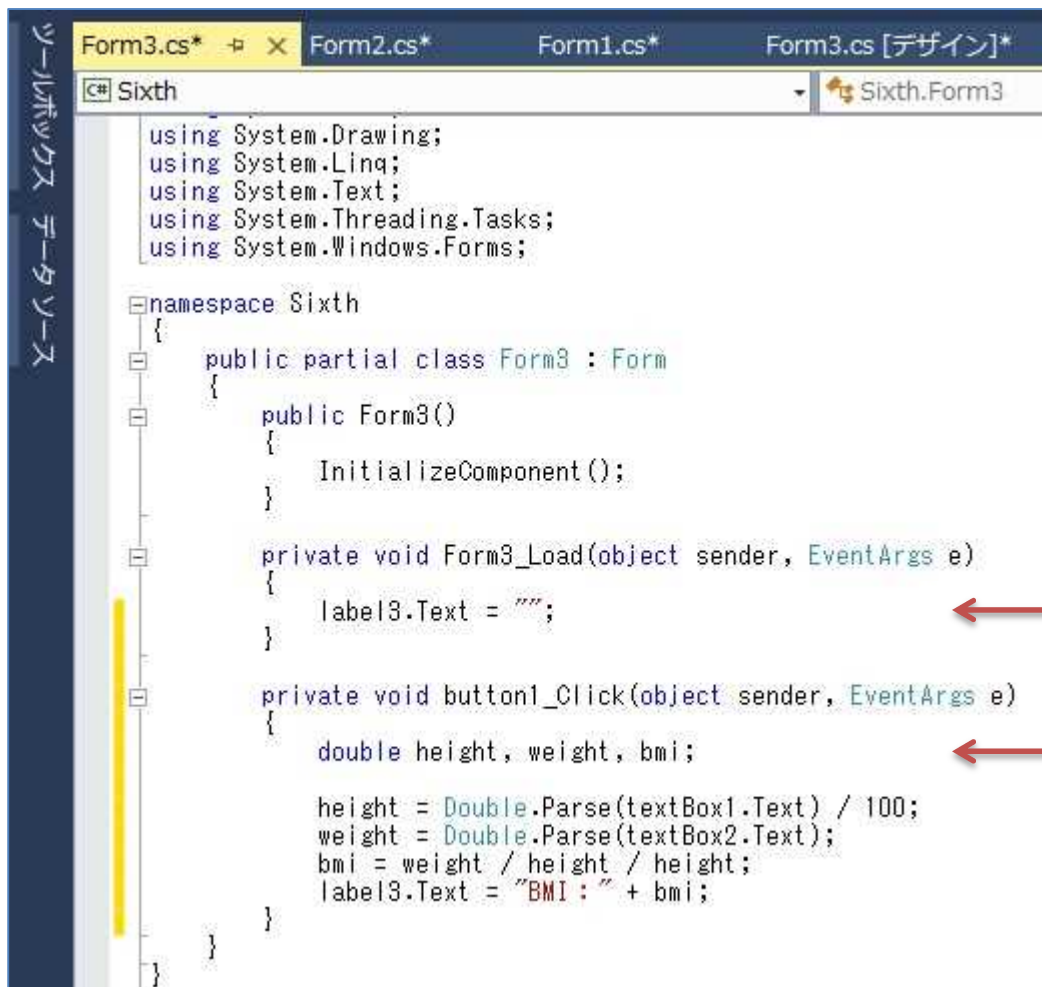 ツールボックス データ ソース
Form3.cs* Form2.cs* Form1.cs* Form3.cs [デザイン]*
C# Sixth Sixth.Form3
using System.Drawing;
using System.Linq;
using System.Text;
using System.Threading.Tasks;
using System.Windows.Forms;
namespace Sixth
{
public partial class Form3 : Form
{
public Form3()
{
InitializeComponent();
}
private void Form3_Load(object sender, EventArgs e)
{
label3.Text = "";
}
private void button1_Click(object sender, EventArgs e)
{
double height, weight, bmi;
height = Double.Parse(textBox1.Text) / 100;
weight = Double.Parse(textBox2.Text);
bmi = weight / height / height;
label3.Text = "BMI：" + bmi;
}
}
}